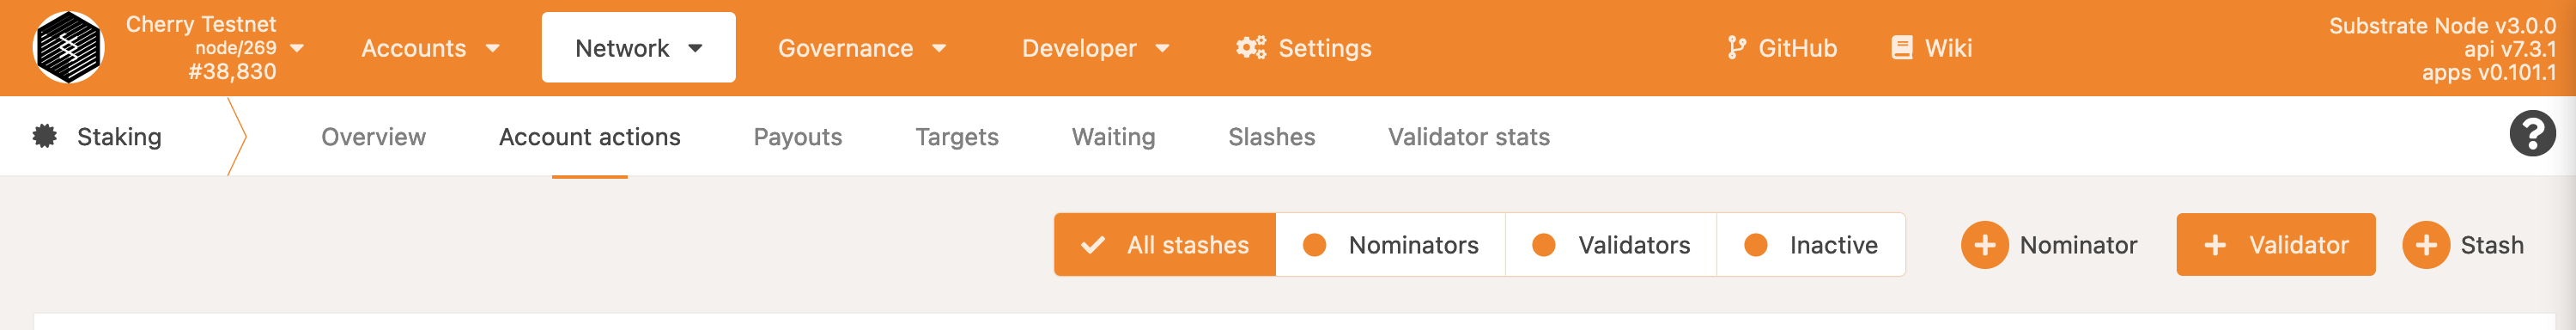 Cherry Testnet
node/269
#38,830
Accounts
Network
Governance
Developer
Settings
GitHub
Wiki
Substrate Node v3.0.0
api v7.3.1
apps v0.101.1
Staking
Overview
Account actions
Payouts
Targets
Waiting
Slashes
Validator stats
?
All stashes
Nominators
Validators
Inactive
Nominator
Validator
Stash